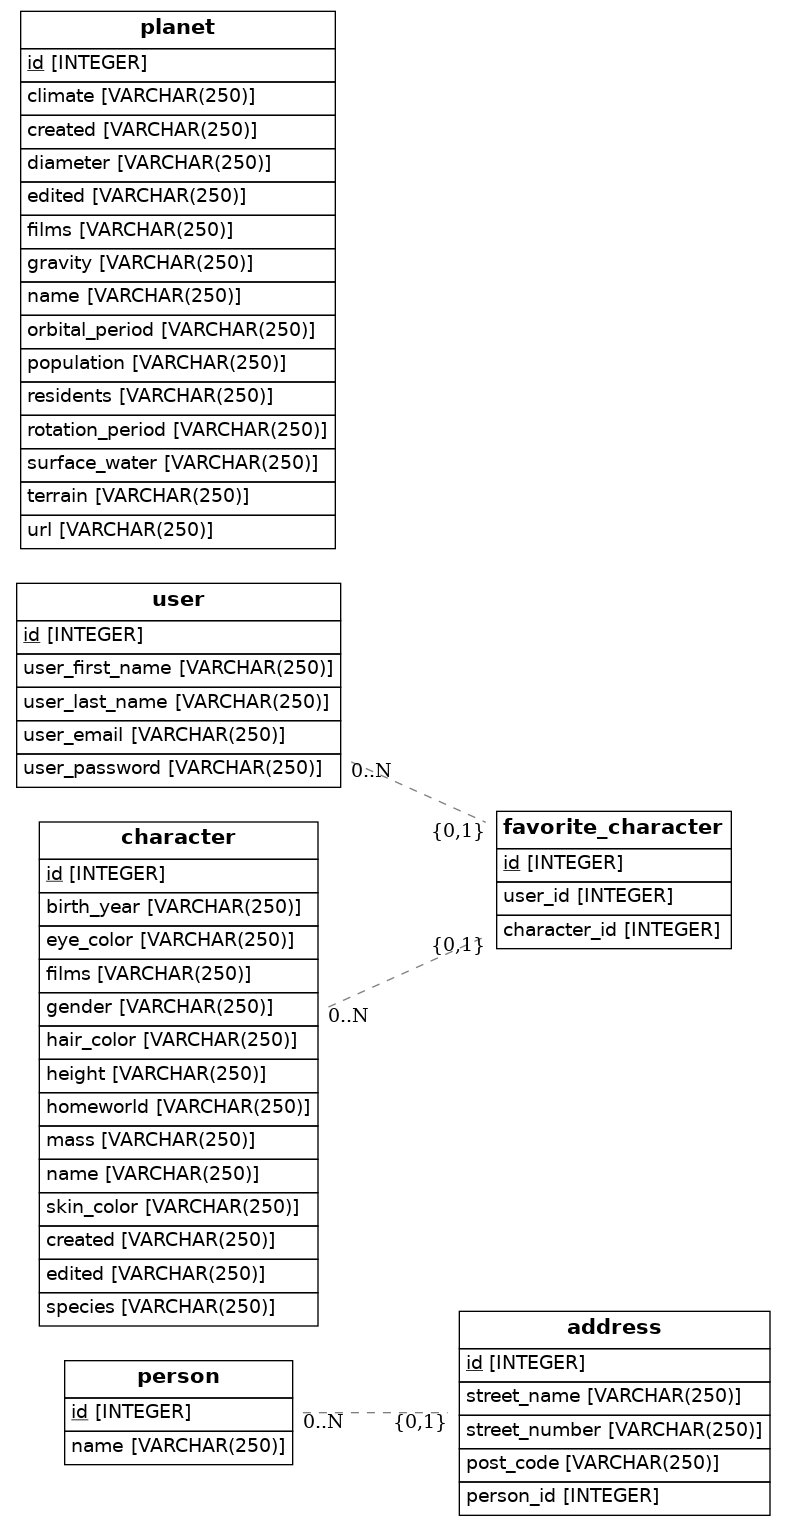 planet
id [INTEGER]
climate [VARCHAR(250)]
created [VARCHAR(250)]
diameter [VARCHAR(250)]
edited [VARCHAR(250)]
films [VARCHAR(250)]
gravity [VARCHAR(250)]
name [VARCHAR(250)]
orbital_period [VARCHAR(250)]
population [VARCHAR(250)]
residents [VARCHAR(250)]
rotation_period [VARCHAR(250)]
surface_water [VARCHAR(250)]
terrain [VARCHAR(250)]
url [VARCHAR(250)]
user
id [INTEGER]
user_first_name [VARCHAR(250)]
user_last_name [VARCHAR(250)]
user_email [VARCHAR(250)]
user_password [VARCHAR(250)]
0..N
{0,1}
favorite_character
id [INTEGER]
user_id [INTEGER]
character_id [INTEGER]
{0,1}
0..N
character
id [INTEGER]
birth_year [VARCHAR(250)]
eye_color [VARCHAR(250)]
films [VARCHAR(250)]
gender [VARCHAR(250)]
hair_color [VARCHAR(250)]
height [VARCHAR(250)]
homeworld [VARCHAR(250)]
mass [VARCHAR(250)]
name [VARCHAR(250)]
skin_color [VARCHAR(250)]
created [VARCHAR(250)]
edited [VARCHAR(250)]
species [VARCHAR(250)]
person
id [INTEGER]
name [VARCHAR(250)]
0..N
{0,1}
address
id [INTEGER]
street_name [VARCHAR(250)]
street_number [VARCHAR(250)]
post_code [VARCHAR(250)]
person_id [INTEGER]